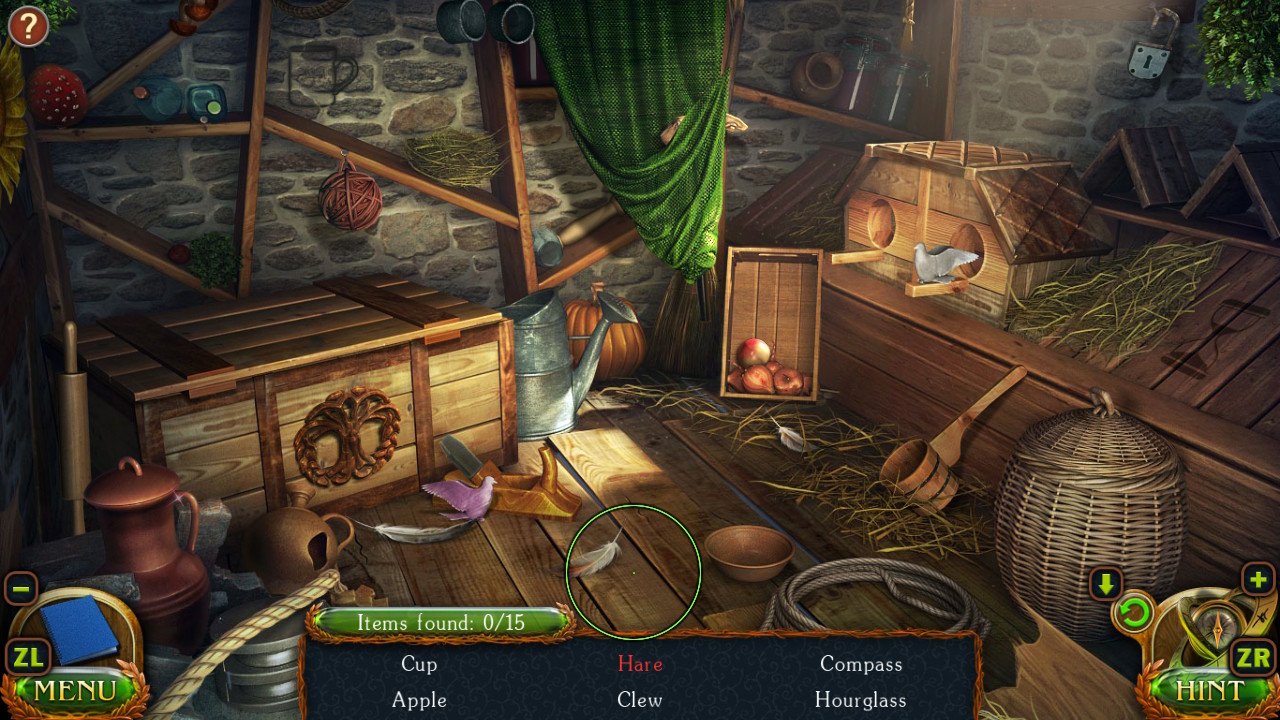 ?
Items found: 0/15
Cup
Hare
Compass
Apple
Clew
Hourglass
ZL
MENU
ZR
HINT